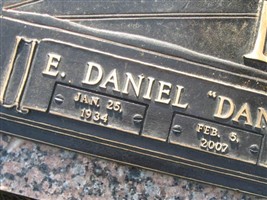 E. DANIEL "DAN
JAN. 25,
1934
FEB. 5,
2007